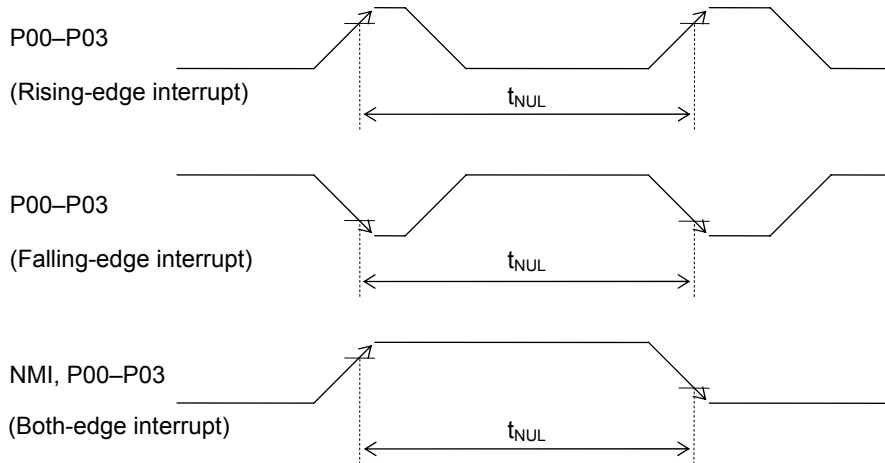 P00–P03
(Rising-edge interrupt)
tNUL
P00–P03
(Falling-edge interrupt)
tNUL
NMI, P00–P03
(Both-edge interrupt)
tNUL